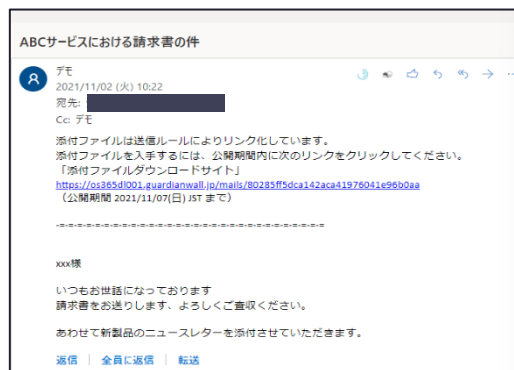 ABCサービスにおける請求書の件
A
デモ
2021/11/02 (火) 10:22
宛先:
Cc: デモ
添付ファイルは送信ルールによりリンク化しています。
添付ファイルを入手するには、公開期間内に次のリンクをクリックしてください。
「添付ファイルダウンロードサイト」
https://os365dl001.guardianwall.jp/mails/80285ff5dca142aca41976041e96b0aa
（公開期間 2021/11/07(日) JST まで）
-=-=-=-=-=-=-=-=-=-=-=-=-=-=-=-=-=-=-=-=-=-=-=-=-=-=-=
xxx様
いつもお世話になっております
請求書をお送りします、よろしくご査収ください。
あわせて新製品のニュースレターを添付させていただきます。
返信 | 全員に返信 | 転送